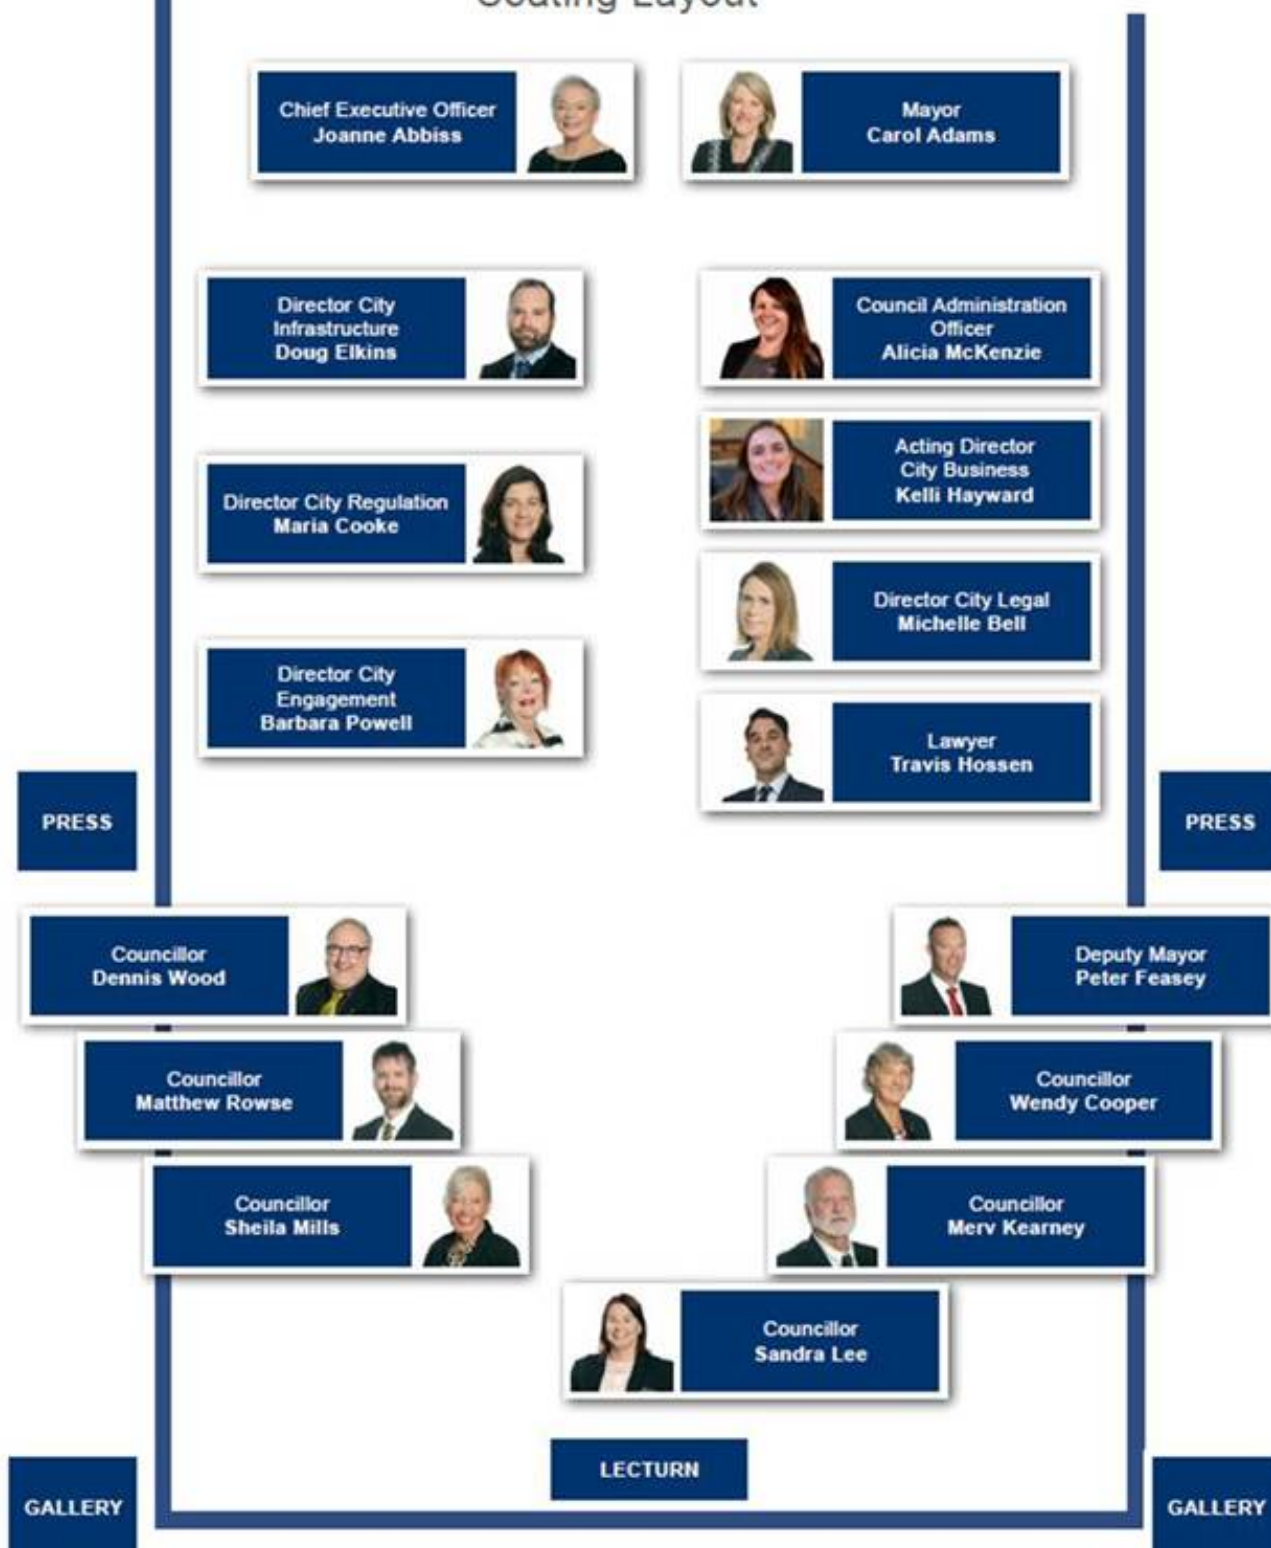 Seating Layout
Chief Executive Officer
Joanne Abbiss
Mayor
Carol Adams
Director City
Infrastructure
Doug Elkins
Council Administration
Officer
Alicia McKenzie
Acting Director
City Business
Kelli Hayward
Director City Regulation
Maria Cooke
Director City Legal
Michelle Bell
Director City
Engagement
Barbara Powell
Lawyer
Travis Hossen
PRESS
PRESS
Councillor
Dennis Wood
Deputy Mayor
Peter Feasey
Councillor
Matthew Rowse
Councillor
Wendy Cooper
Councillor
Sheila Mills
Councillor
Merv Kearney
Councillor
Sandra Lee
LECTURN
GALLERY
GALLERY